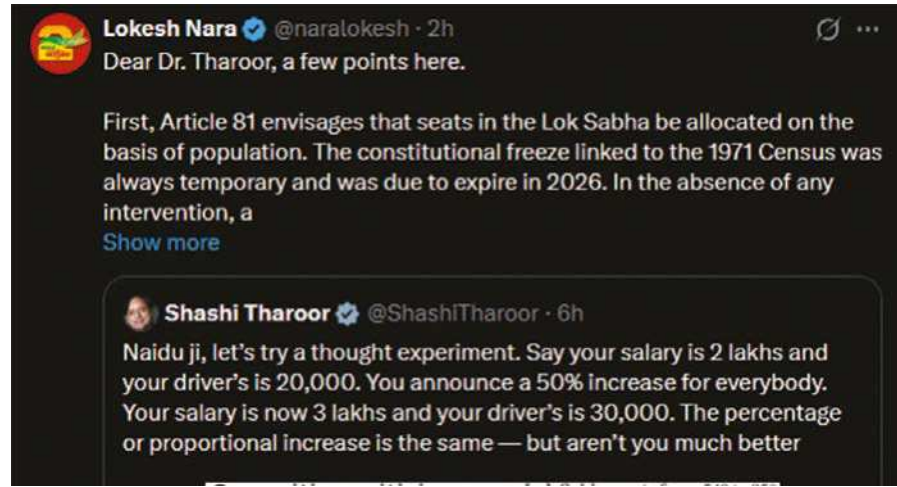 Lokesh Nara @naralokesh · 2h
Dear Dr. Tharoor, a few points here.
First, Article 81 envisages that seats in the Lok Sabha be allocated on the
basis of population. The constitutional freeze linked to the 1971 Census was
always temporary and was due to expire in 2026. In the absence of any
intervention, a
Show more
Shashi Tharoor @ShashiTharoor · 6h
Naidu ji, let's try a thought experiment. Say your salary is 2 lakhs and
your driver's is 20,000. You announce a 50% increase for everybody.
Your salary is now 3 lakhs and your driver's is 30,000. The percentage
or proportional increase is the same — but aren't you much better